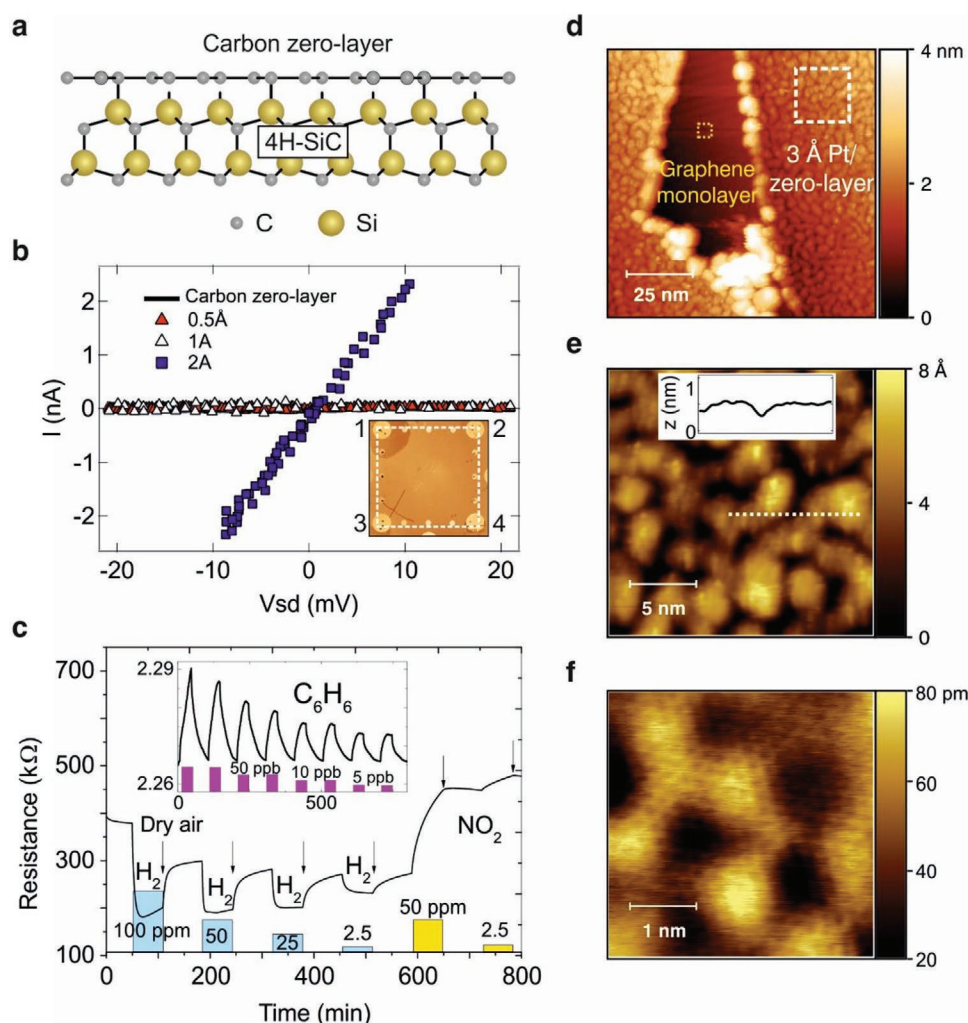 a
Carbon zero-layer
4H-SiC
C
Si
b
2
1
0
-1
-2
I (nA)
Carbon zero-layer
0.5Å
1A
2A
1
2
3
4
-20
-10
0
10
20
Vsd (mV)
c
700
500
300
100
Resistance (kΩ)
2.29
2.26
C6H6
50 ppb
10 ppb
5 ppb
0
500
Dry air
H2
H2
H2
H2
NO2
100 ppm
50
25
2.5
50 ppm
2.5
0
200
400
600
800
Time (min)
d
Graphene
monolayer
3 Å Pt/
zero-layer
25 nm
4 nm
2
0
e
z (nm)
1
0
5 nm
8 Å
4
0
f
1 nm
80 pm
60
40
20